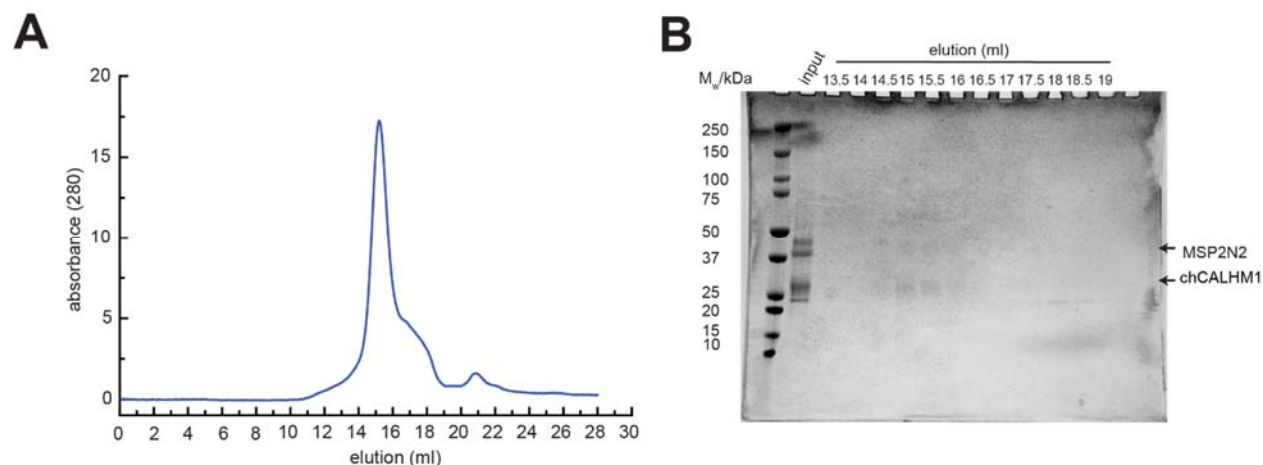 A
20
15
10
5
0
absorbance (280)
0 2 4 6 8 10 12 14 16 18 20 22 24 26 28 30
elution (ml)
B
elution (ml)
M_w/kDa
input
13.5 14 14.5 15 15.5 16 16.5 17 17.5 18 18.5 19
250
150
100
75
50
37
25
20
15
10
MSP2N2
chCALHM1